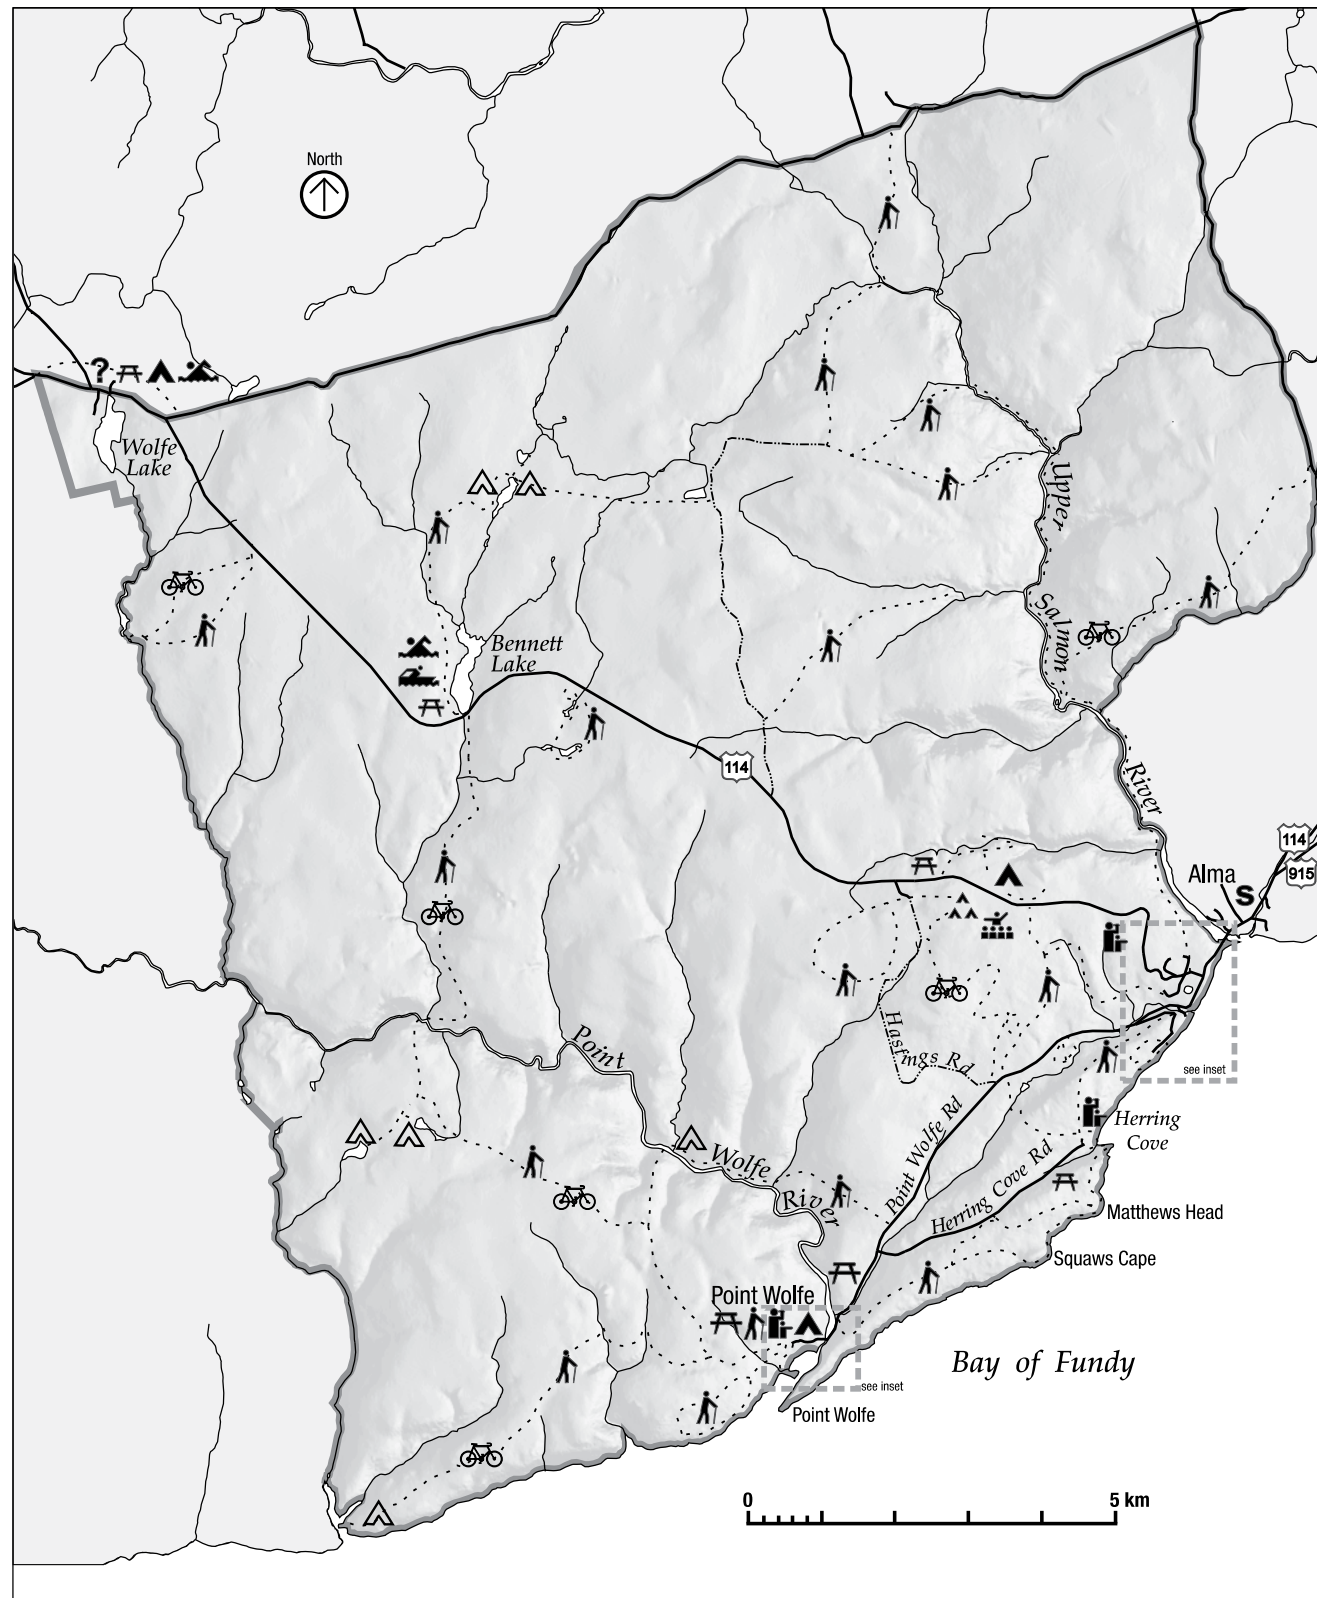 North
?
Wolfe
Lake
Upper
Salmon
River
Bennett
Lake
114
114
915
Alma
S
see inset
Hastings Rd
Point
Wolfe
River
Point Wolfe Rd
Herring Cove Rd
Herring
Cove
Matthews Head
Squaws Cape
Point Wolfe
see inset
Point Wolfe
Bay of Fundy
0
5 km